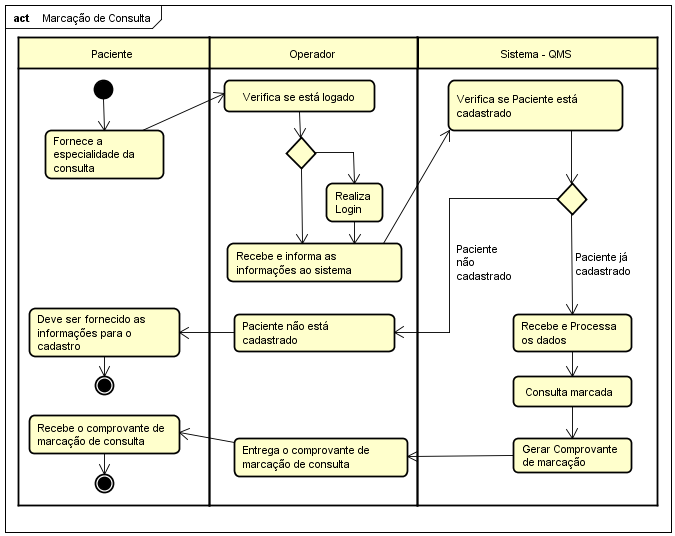 act Marcação de Consulta
Paciente
Operador
Sistema - QMS
Fornece a
especialidade da
consulta
Verifica se está logado
Realiza
Login
Recebe e informa as
informações ao sistema
Verifica se Paciente está
cadastrado
Paciente
não
cadastrado
Paciente já
cadastrado
Paciente não está
cadastrado
Deve ser fornecido as
informações para o
cadastro
Recebe e Processa
os dados
Consulta marcada
Gerar Comprovante
de marcação
Entrega o comprovante de
marcação de consulta
Recebe o comprovante de
marcação de consulta